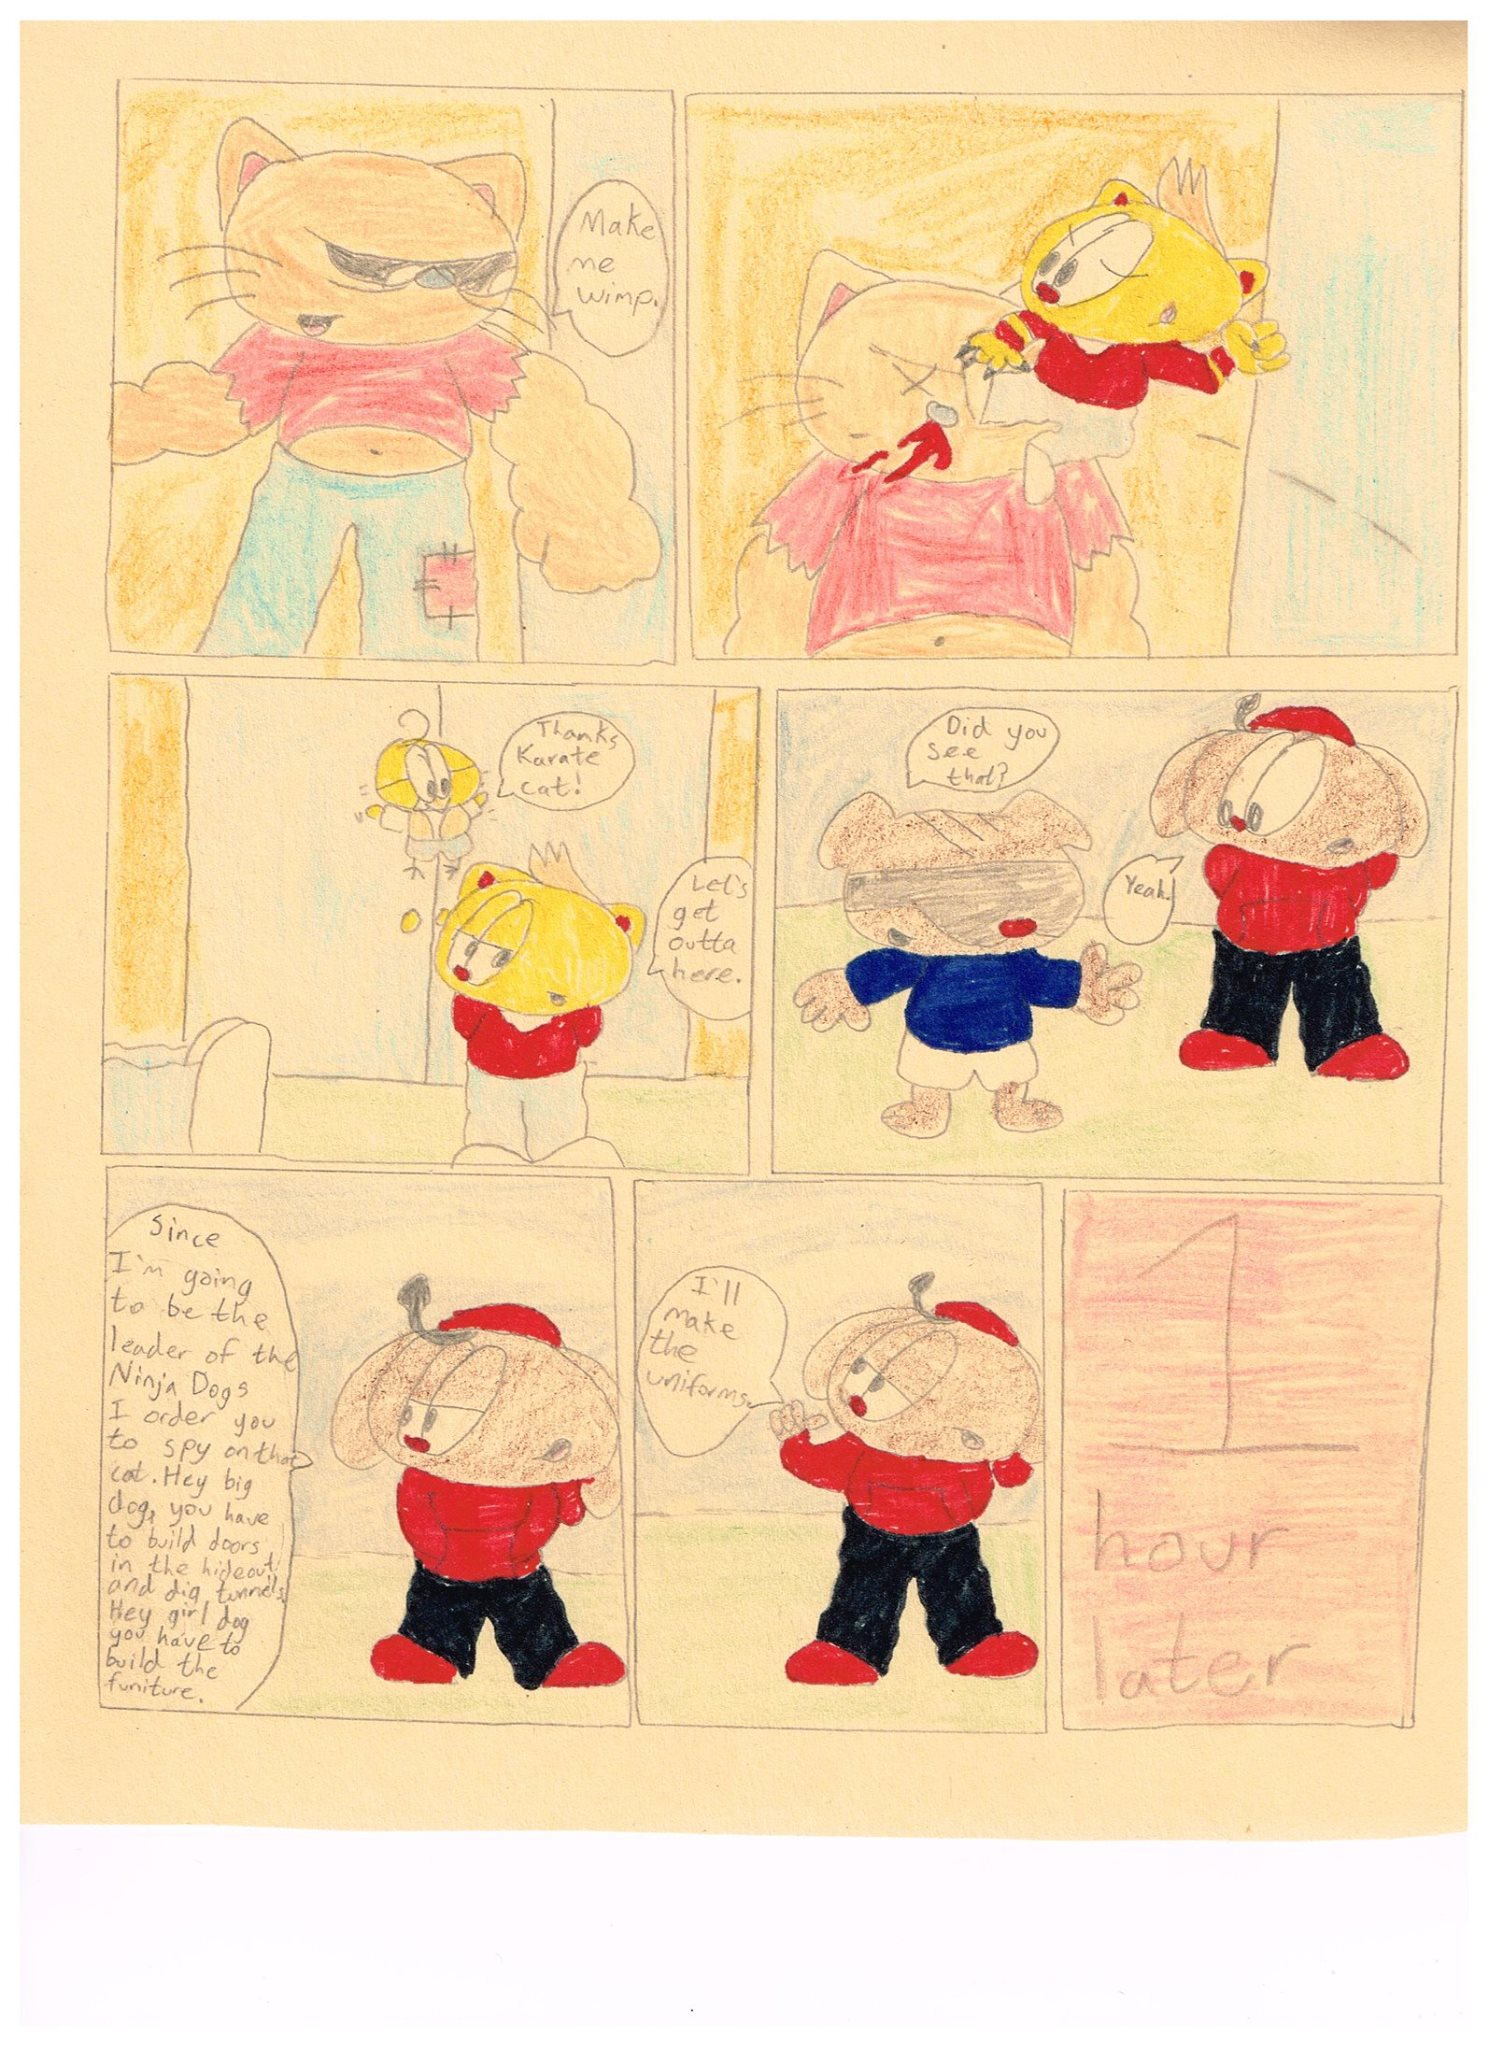 Make
me
wimp.
Thanks
Karate
cat!
Let's
get
outta
here.
Did you
see
that?
Yeah!
Since
I'm going
to be the
leader of the
Ninja Dogs
I order you
to spy on that
cat. Hey big
dog, you have
to build doors
in the hideout
and dig tunnels
Hey girl dog
you have to
build the
funiture.
I'll
make
the
uniforms.
1
hour
later